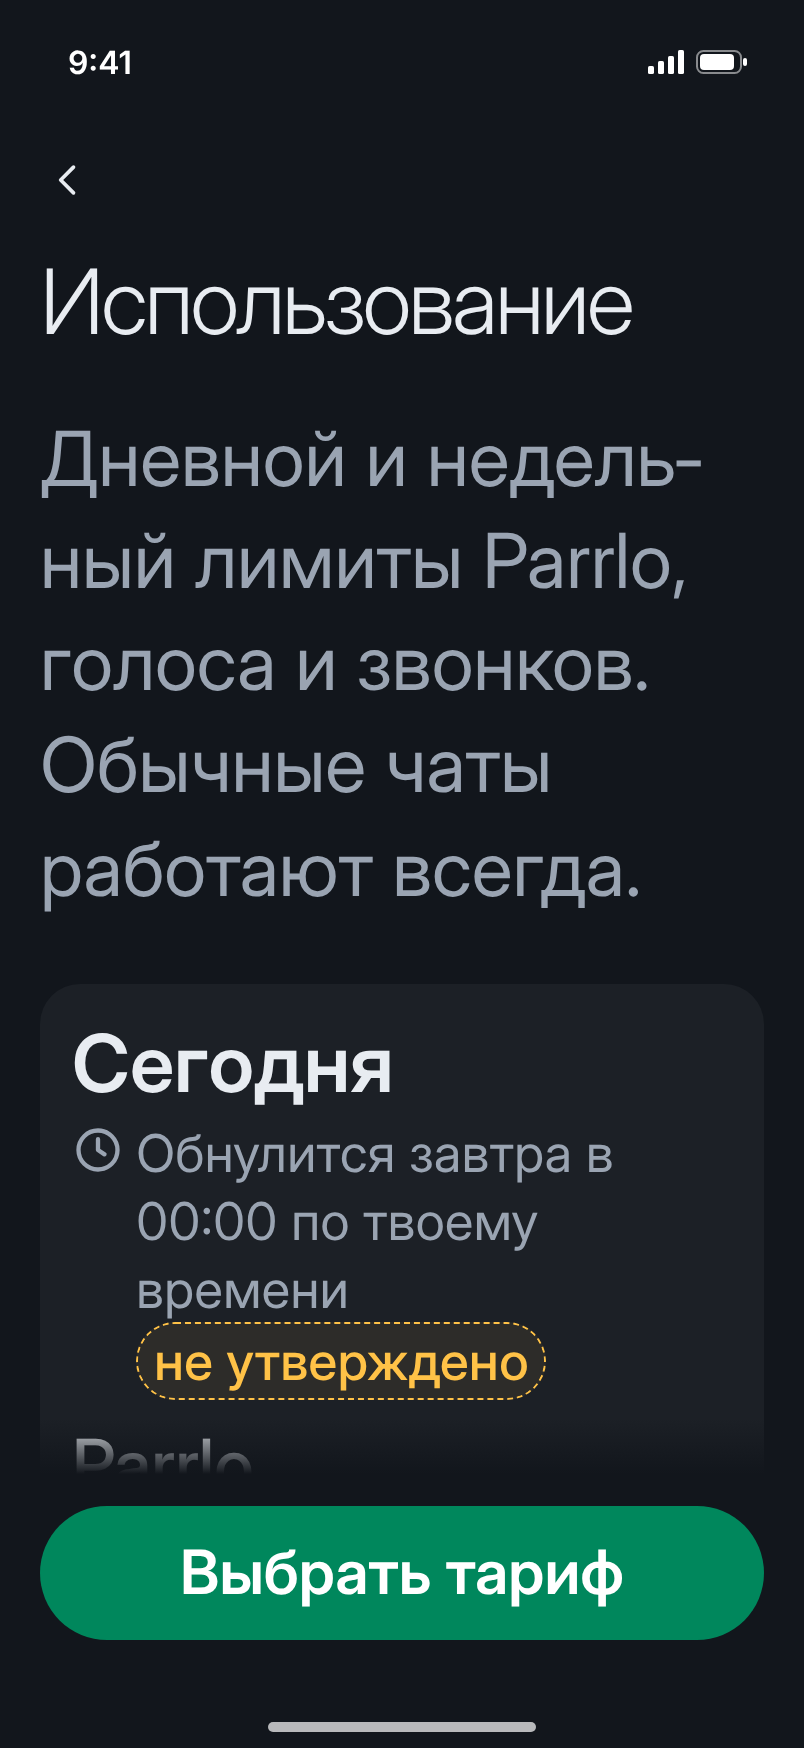 9:41
Использование
Дневной и недель-
ный лимиты Parrlo,
голоса и звонков.
Обычные чаты
работают всегда.
Сегодня
Обнулится завтра в
00:00 по твоему
времени
не утверждено
Parrlo
Выбрать тариф